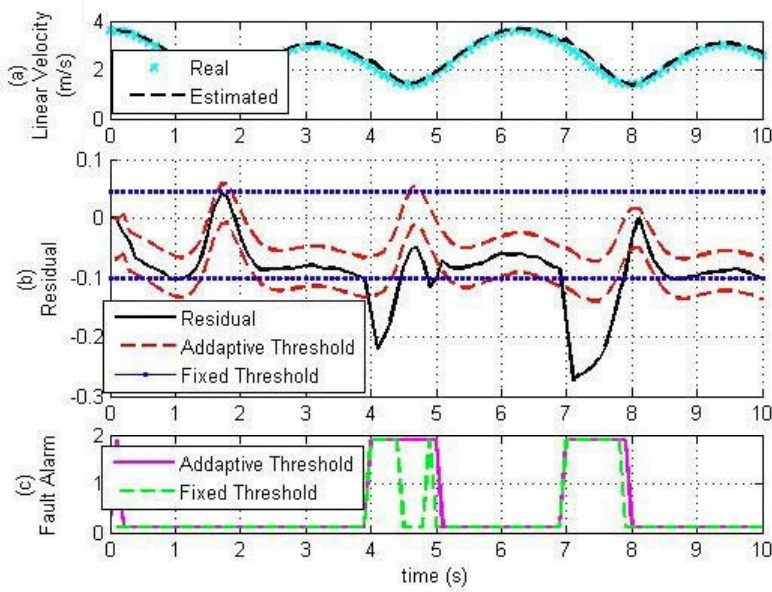 (a)
Linear Velocity
(m/s)
4
2
0
Real
Estimated
0 1 2 3 4 5 6 7 8 9 10
(b)
Residual
0.1
0
-0.1
-0.2
-0.3
Residual
Addaptive Threshold
Fixed Threshold
0 1 2 3 4 5 6 7 8 9 10
(c)
Fault Alarm
2
1
0
Addaptive Threshold
Fixed Threshold
0 1 2 3 4 5 6 7 8 9 10
time (s)